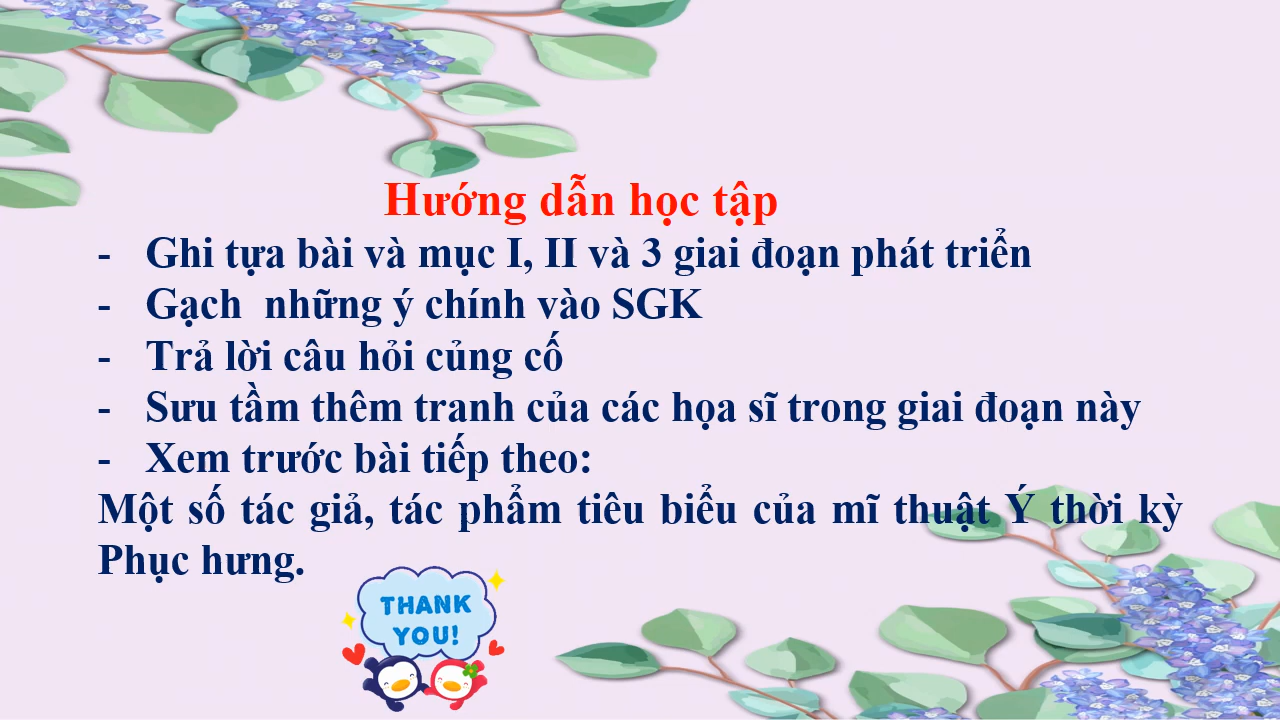 Hướng dẫn học tập
- Ghi tựa bài và mục I, II và 3 giai đoạn phát triển
- Gạch  những ý chính vào SGK
- Trả lời câu hỏi củng cố
- Sưu tầm thêm tranh của các họa sĩ trong giai đoạn này
- Xem trước bài tiếp theo:
Một số tác giả, tác phẩm tiêu biểu của mĩ thuật Ý thời kỳ
Phục hưng.
THANK
YOU!